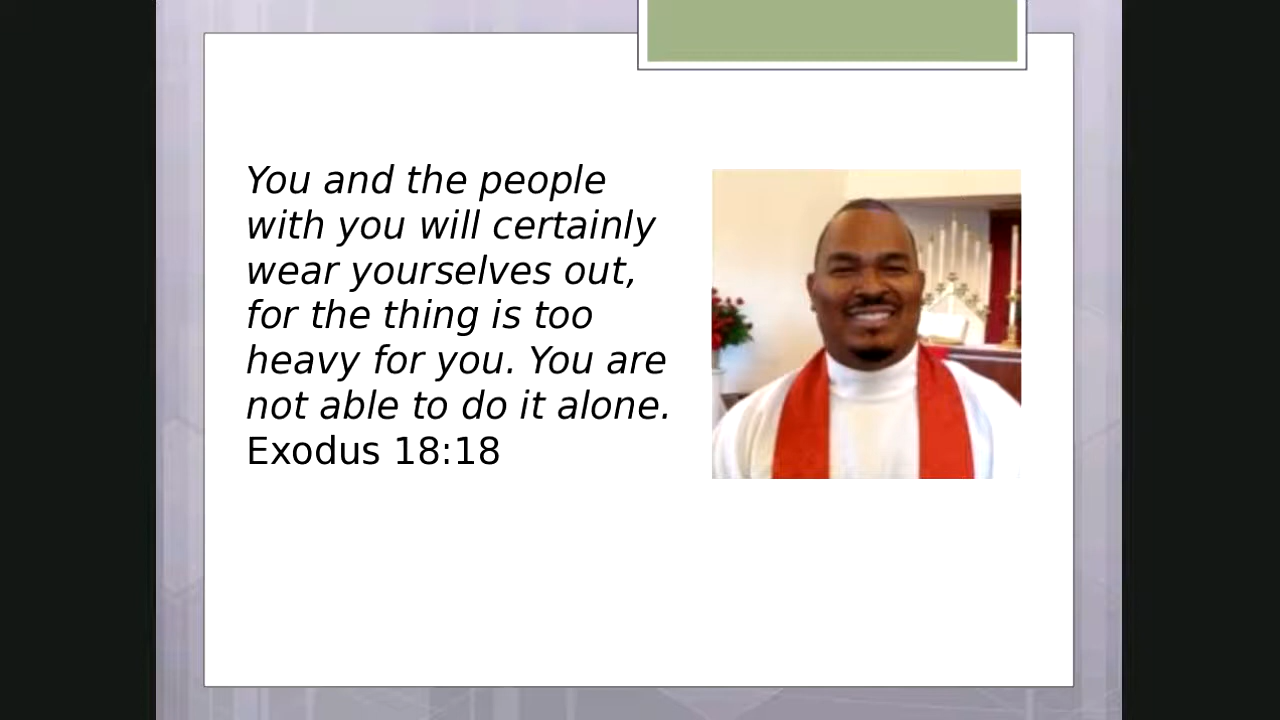 You and the people
with you will certainly
wear yourselves out,
for the thing is too
heavy for you. You are
not able to do it alone.
Exodus 18:18